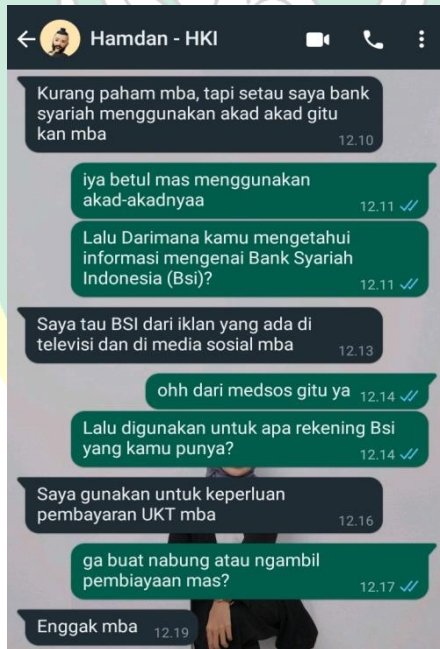 Hamdan - HKI
Kurang paham mba, tapi setau saya bank
syariah menggunakan akad akad gitu
kan mba
12.10
iya betul mas menggunakan
akad-akadnyaa
12.11
Lalu Darimana kamu mengetahui
informasi mengenai Bank Syariah
Indonesia (Bsi)?
12.11
Saya tau BSI dari iklan yang ada di
televisi dan di media sosial mba
12.13
ohh dari medsos gitu ya 12.14
Lalu digunakan untuk apa rekening Bsi
yang kamu punya?
12.14
Saya gunakan untuk keperluan
pembayaran UKT mba
12.16
ga buat nabung atau ngambil
pembiayaan mas?
12.17
Enggak mba 12.19